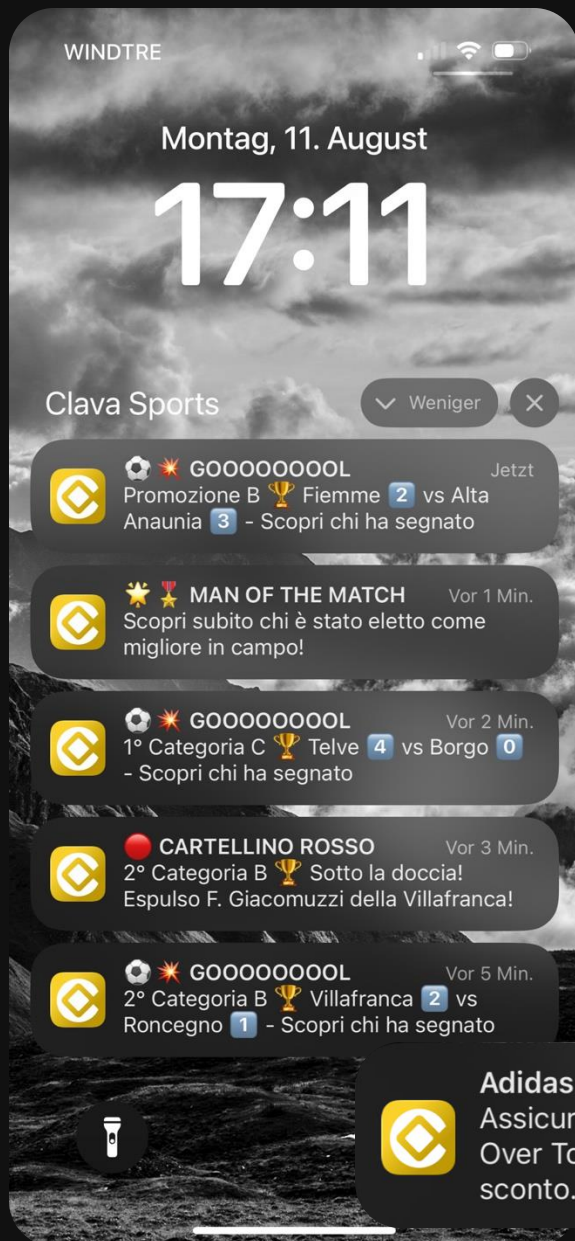 WINDTRE
Montag, 11. August
17:11
Clava Sports
Weniger
⚽ 💥 GOOOOOOOOL Jetzt
Promozione B 🏆 Fiemme 2️⃣ vs Alta
Anaunia 3️⃣ - Scopri chi ha segnato
🌟 🎖️ MAN OF THE MATCH Vor 1 Min.
Scopri subito chi è stato eletto come
migliore in campo!
⚽ 💥 GOOOOOOOOL Vor 2 Min.
1° Categoria C 🏆 Telve 4️⃣ vs Borgo 0️⃣
- Scopri chi ha segnato
🔴 CARTELLINO ROSSO Vor 3 Min.
2° Categoria B 🏆 Sotto la doccia!
Espulso F. Giacomuzzi della Villafranca!
⚽ 💥 GOOOOOOOOL Vor 5 Min.
2° Categoria B 🏆 Villafranca 2️⃣ vs
Roncegno 1️⃣ - Scopri chi ha segnato
Adidas
Assicur
Over To
sconto.